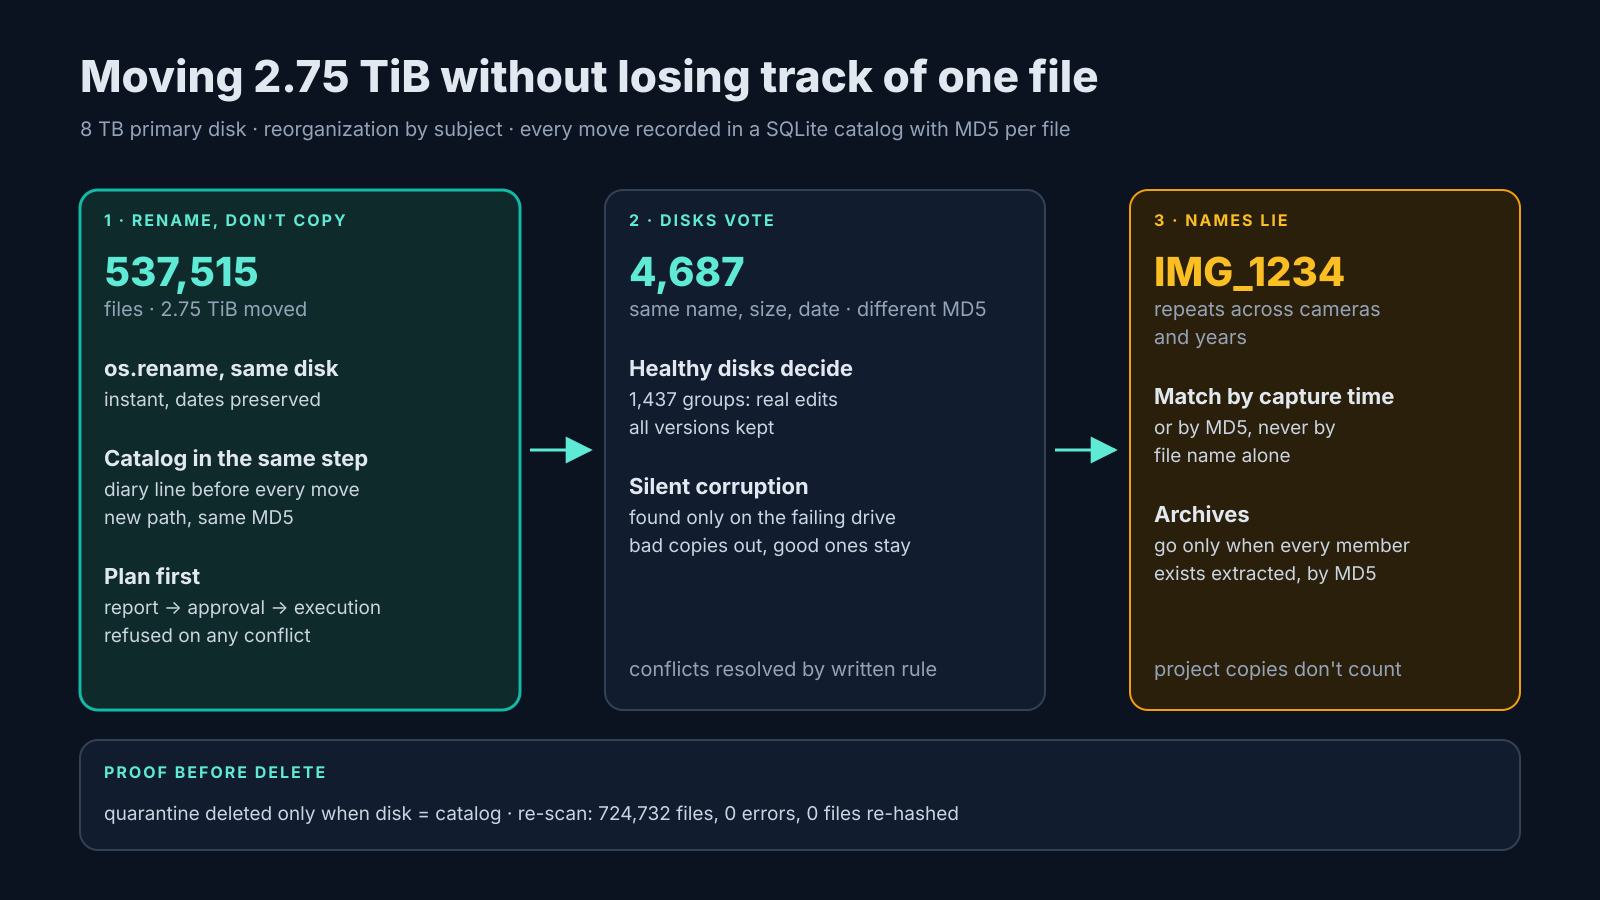 Moving 2.75 TiB without losing track of one file
8 TB primary disk · reorganization by subject · every move recorded in a SQLite catalog with MD5 per file
1 · RENAME, DON'T COPY
537,515
files · 2.75 TiB moved
os.rename, same disk
instant, dates preserved
Catalog in the same step
diary line before every move
new path, same MD5
Plan first
report → approval → execution
refused on any conflict
2 · DISKS VOTE
4,687
same name, size, date · different MD5
Healthy disks decide
1,437 groups: real edits
all versions kept
Silent corruption
found only on the failing drive
bad copies out, good ones stay
conflicts resolved by written rule
3 · NAMES LIE
IMG_1234
repeats across cameras
and years
Match by capture time
or by MD5, never by
file name alone
Archives
go only when every member
exists extracted, by MD5
project copies don't count
PROOF BEFORE DELETE
quarantine deleted only when disk = catalog · re-scan: 724,732 files, 0 errors, 0 files re-hashed